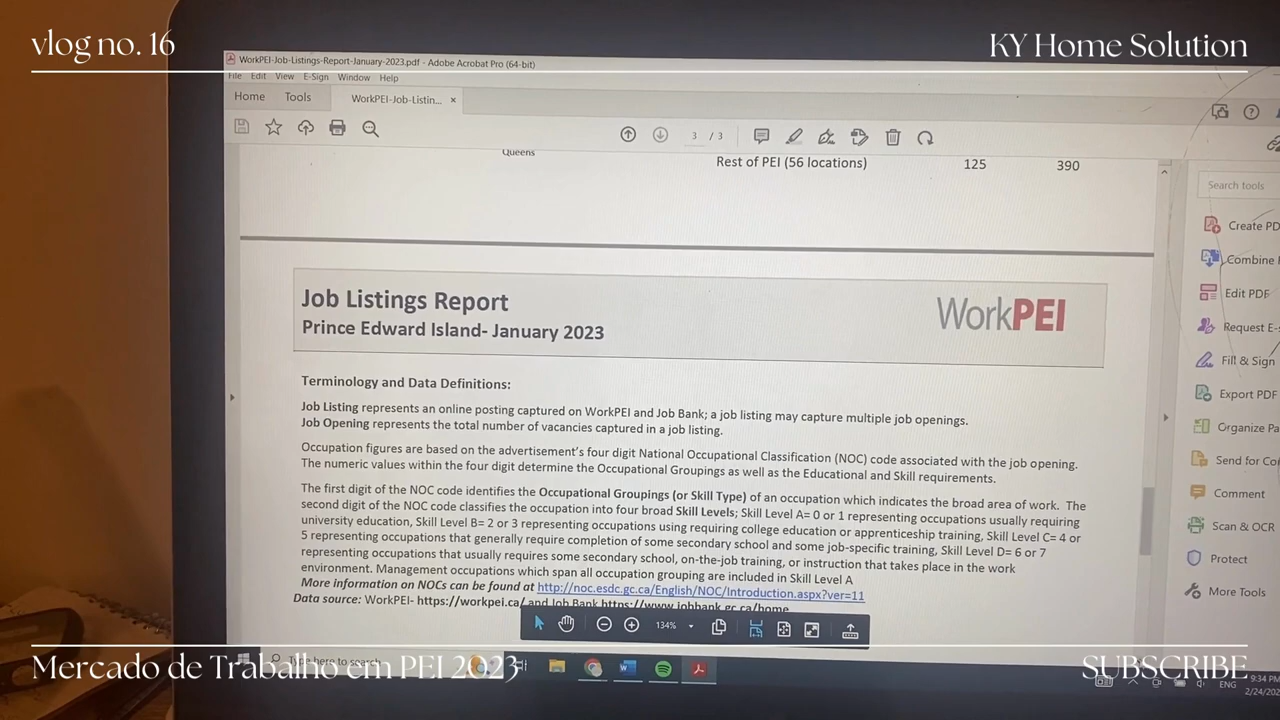 vlog no. 16
KY Home Solution
WorkPEI-Job-Listings-Report-January-2023.pdf - Adobe Acrobat Pro (64-bit)
File Edit View E-Sign Window Help
Home Tools WorkPEI-Job-Listin... ×
3 / 3
Queens
Rest of PEI (56 locations) 125 390
Search tools
Create PD
Combine
Edit PDF
Request E-s
Fill & Sign
Export PDF
Organize Pa
Send for Co
Comment
Scan & OCR
Protect
More Tools
Job Listings Report
Prince Edward Island- January 2023
WorkPEI
Terminology and Data Definitions:
Job Listing represents an online posting captured on WorkPEI and Job Bank; a job listing may capture multiple job openings.
Job Opening represents the total number of vacancies captured in a job listing.
Occupation figures are based on the advertisement's four digit National Occupational Classification (NOC) code associated with the job opening.
The numeric values within the four digit determine the Occupational Groupings as well as the Educational and Skill requirements.
The first digit of the NOC code identifies the Occupational Groupings (or Skill Type) of an occupation which indicates the broad area of work. The
second digit of the NOC code classifies the occupation into four broad Skill Levels; Skill Level A= 0 or 1 representing occupations usually requiring
university education, Skill Level B= 2 or 3 representing occupations using requiring college education or apprenticeship training, Skill Level C= 4 or
5 representing occupations that generally require completion of some secondary school and some job-specific training, Skill Level D= 6 or 7
representing occupations that usually requires some secondary school, on-the-job training, or instruction that takes place in the work
environment. Management occupations which span all occupation grouping are included in Skill Level A
More information on NOCs can be found at http://noc.esdc.gc.ca/English/NOC/Introduction.aspx?ver=11
Data source: WorkPEI- https://workpei.ca/ and Job Bank https://www.jobbank.gc.ca/home
134%
Type here to search
Mercado de Trabalho em PEI 2023
SUBSCRIBE
ENG
9:34 PM
2/24/202